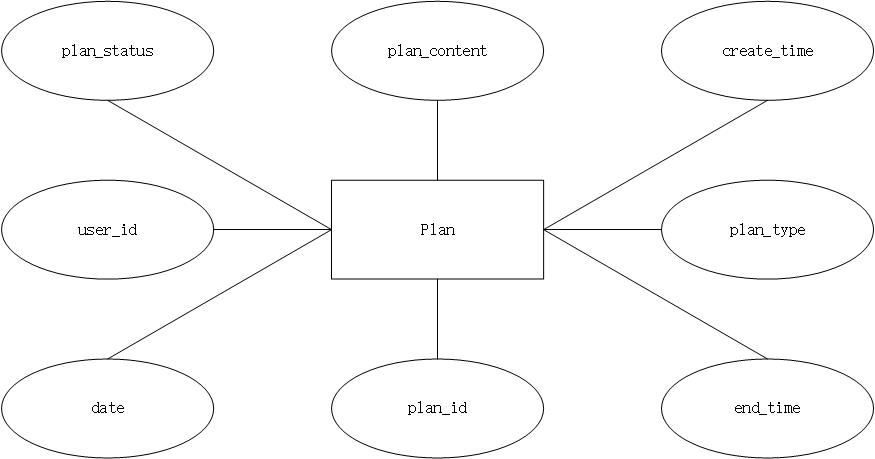 plan_status
plan_content
create_time
user_id
Plan
plan_type
date
plan_id
end_time